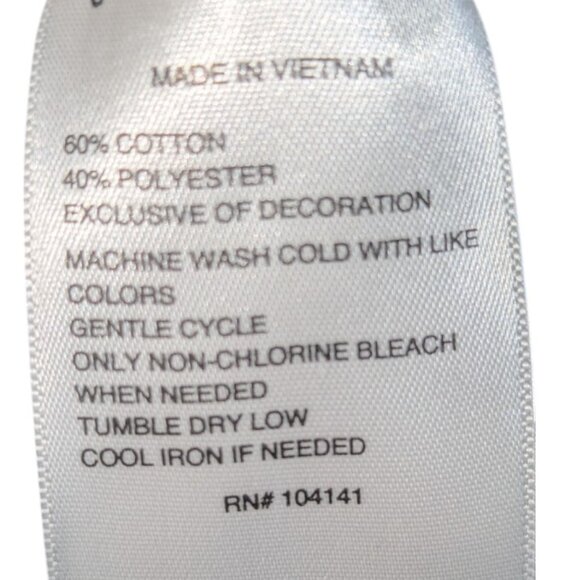 MADE IN VIETNAM
60% COTTON
40% POLYESTER
EXCLUSIVE OF DECORATION
MACHINE WASH COLD WITH LIKE
COLORS
GENTLE CYCLE
ONLY NON-CHLORINE BLEACH
WHEN NEEDED
TUMBLE DRY LOW
COOL IRON IF NEEDED
RN# 104141